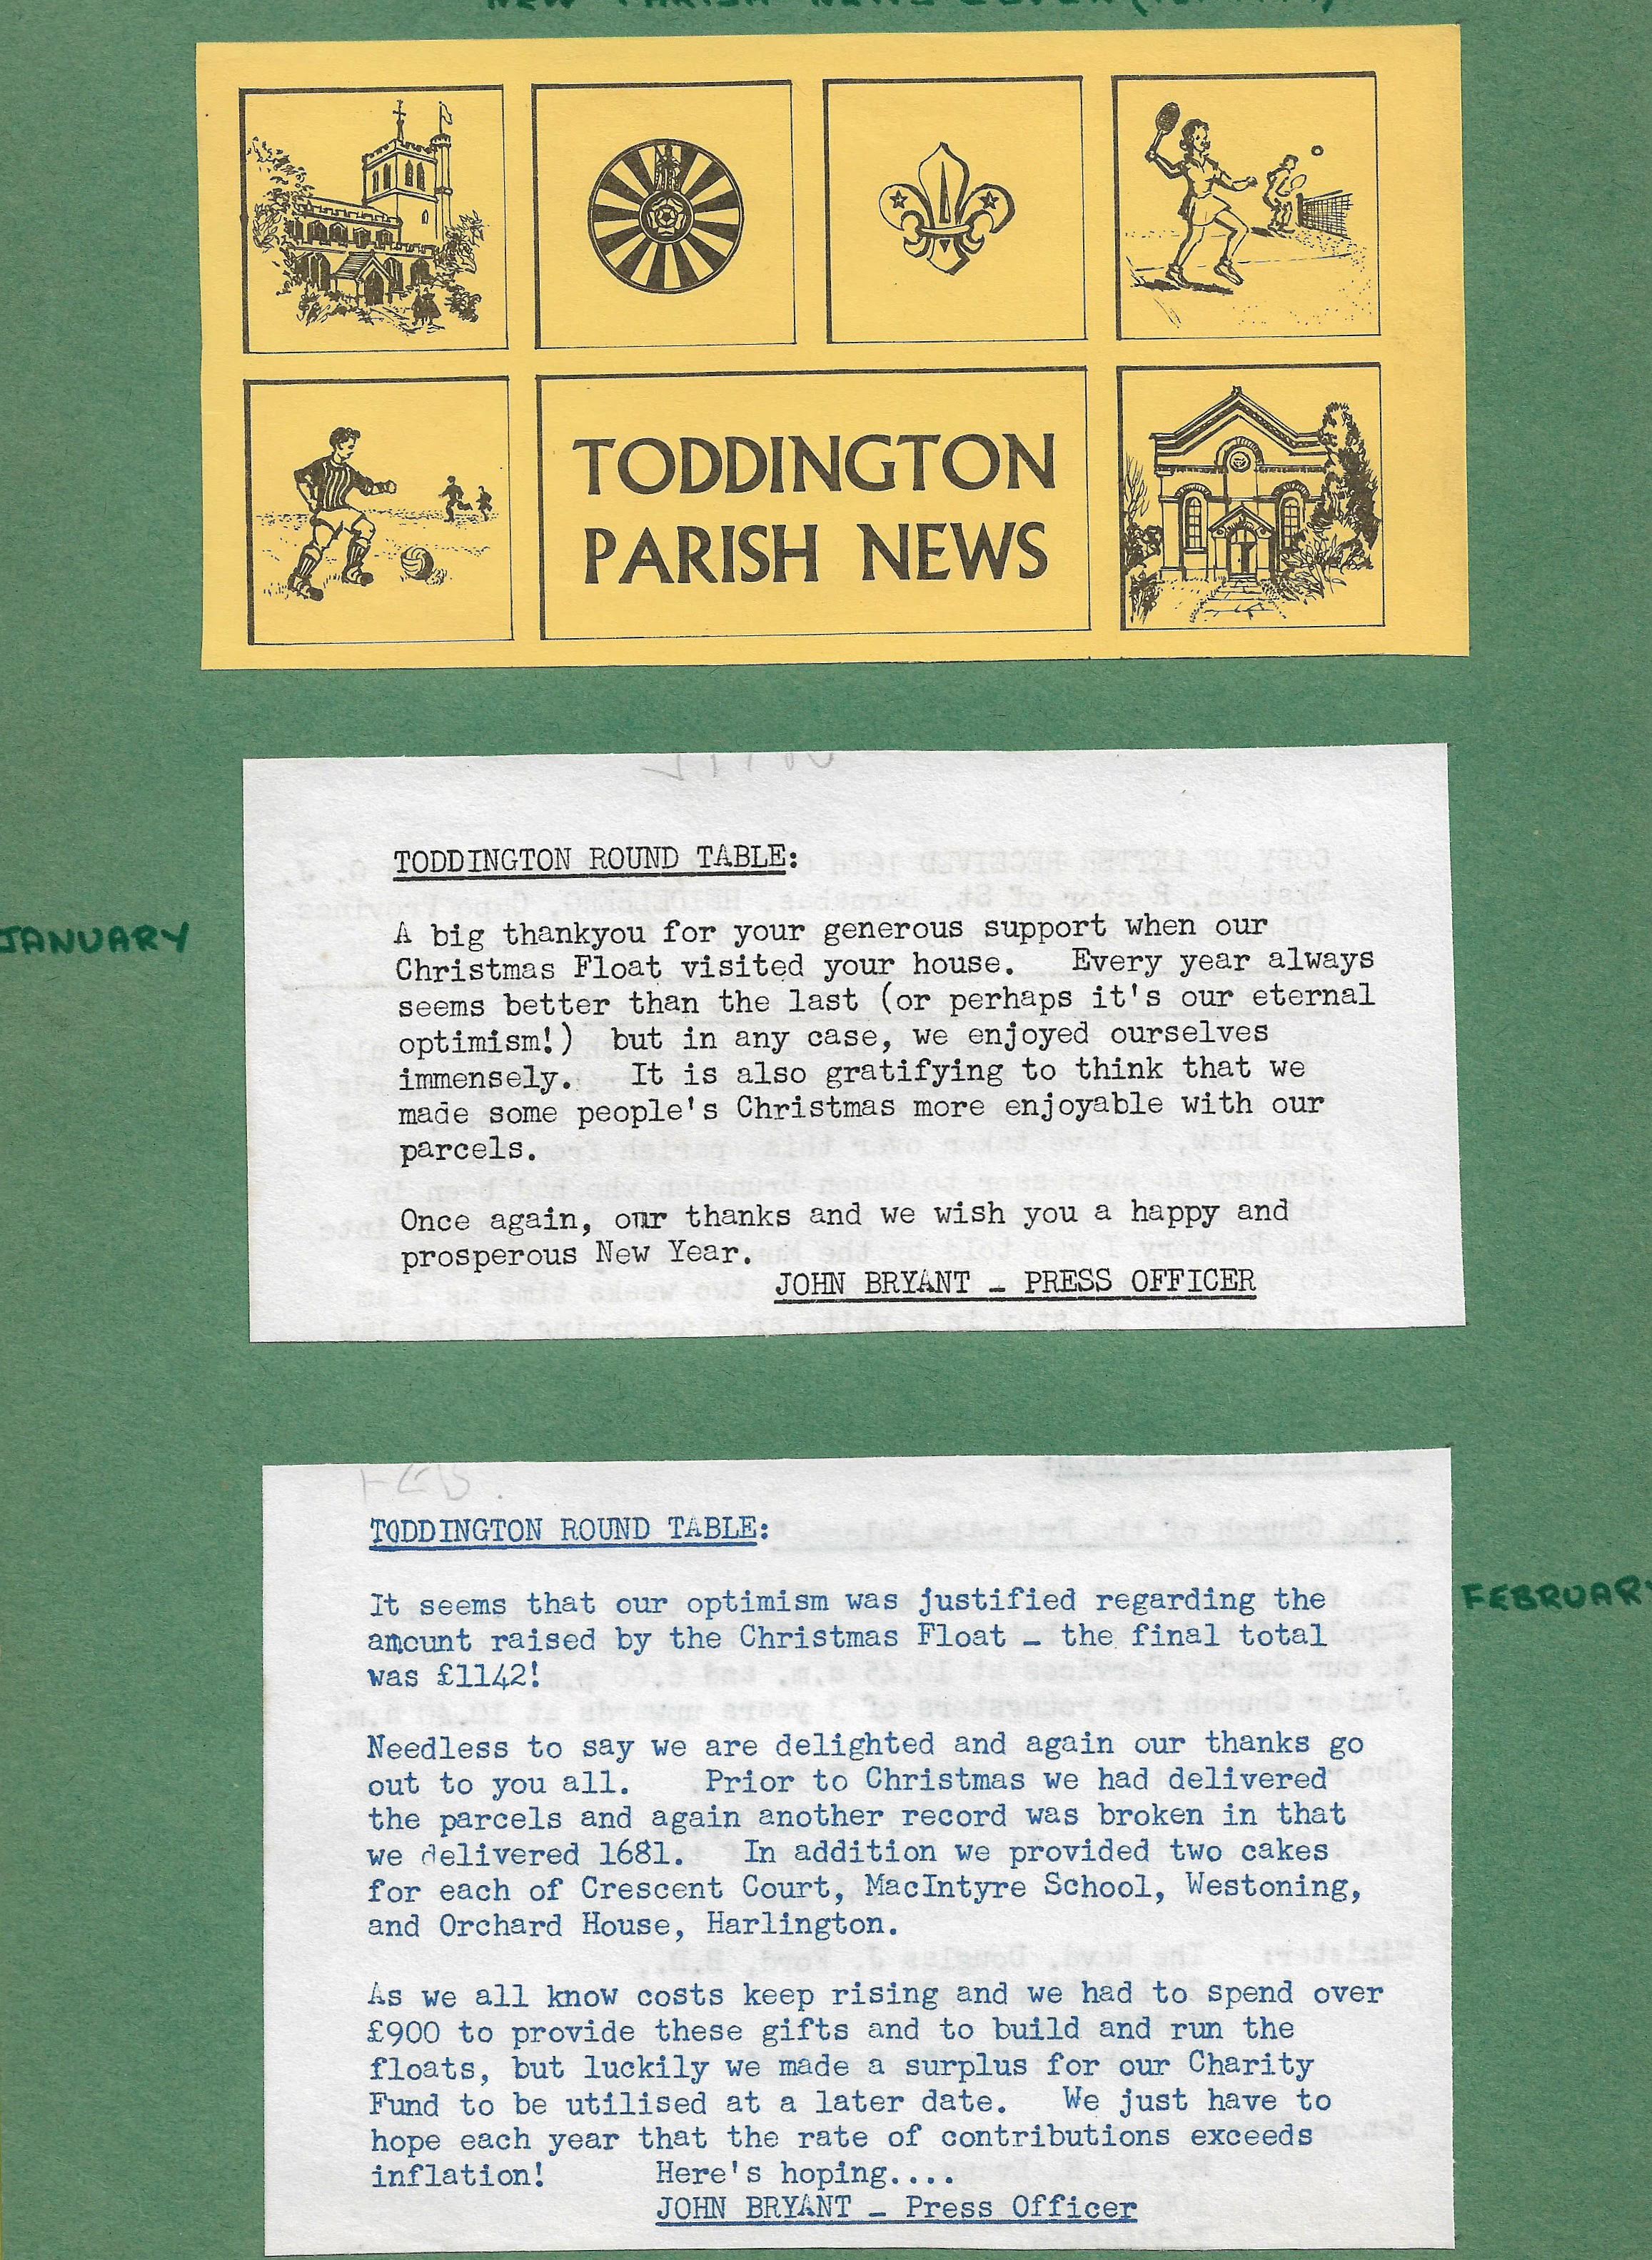 NEW PARISH NEWS COVER
TODDINGTON
PARISH NEWS
JANUARY
TODDINGTON ROUND TABLE:
A big thankyou for your generous support when our
Christmas Float visited your house. Every year always
seems better than the last (or perhaps it's our eternal
optimism!) but in any case, we enjoyed ourselves
immensely. It is also gratifying to think that we
made some people's Christmas more enjoyable with our
parcels.
Once again, our thanks and we wish you a happy and
prosperous New Year.
JOHN BRYANT - PRESS OFFICER
FEB.
TODDINGTON ROUND TABLE:
FEBRUARY
It seems that our optimism was justified regarding the
amount raised by the Christmas Float - the final total
was £1142!
Needless to say we are delighted and again our thanks go
out to you all. Prior to Christmas we had delivered
the parcels and again another record was broken in that
we delivered 1681. In addition we provided two cakes
for each of Crescent Court, MacIntyre School, Westoning,
and Orchard House, Harlington.
As we all know costs keep rising and we had to spend over
£900 to provide these gifts and to build and run the
floats, but luckily we made a surplus for our Charity
Fund to be utilised at a later date. We just have to
hope each year that the rate of contributions exceeds
inflation! Here's hoping....
JOHN BRYANT - Press Officer